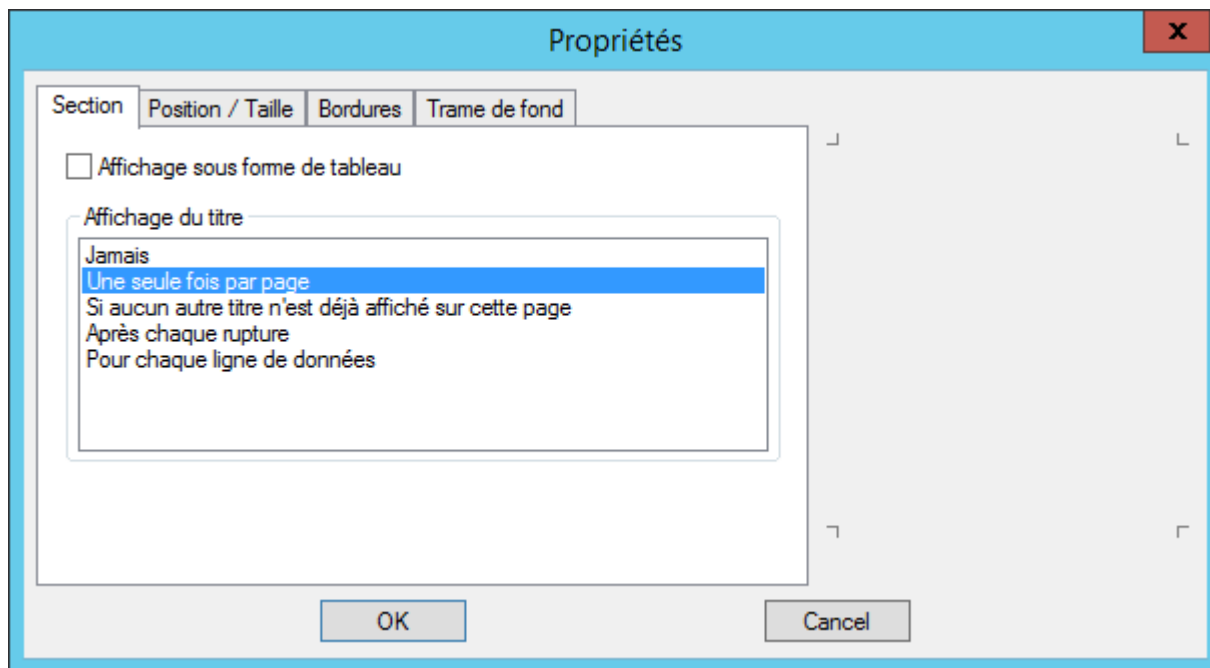 Propriétés
x
Section
Position / Taille
Bordures
Trame de fond
Affichage sous forme de tableau
Affichage du titre
Jamais
Une seule fois par page
Si aucun autre titre n'est déjà affiché sur cette page
Après chaque rupture
Pour chaque ligne de données
OK
Cancel